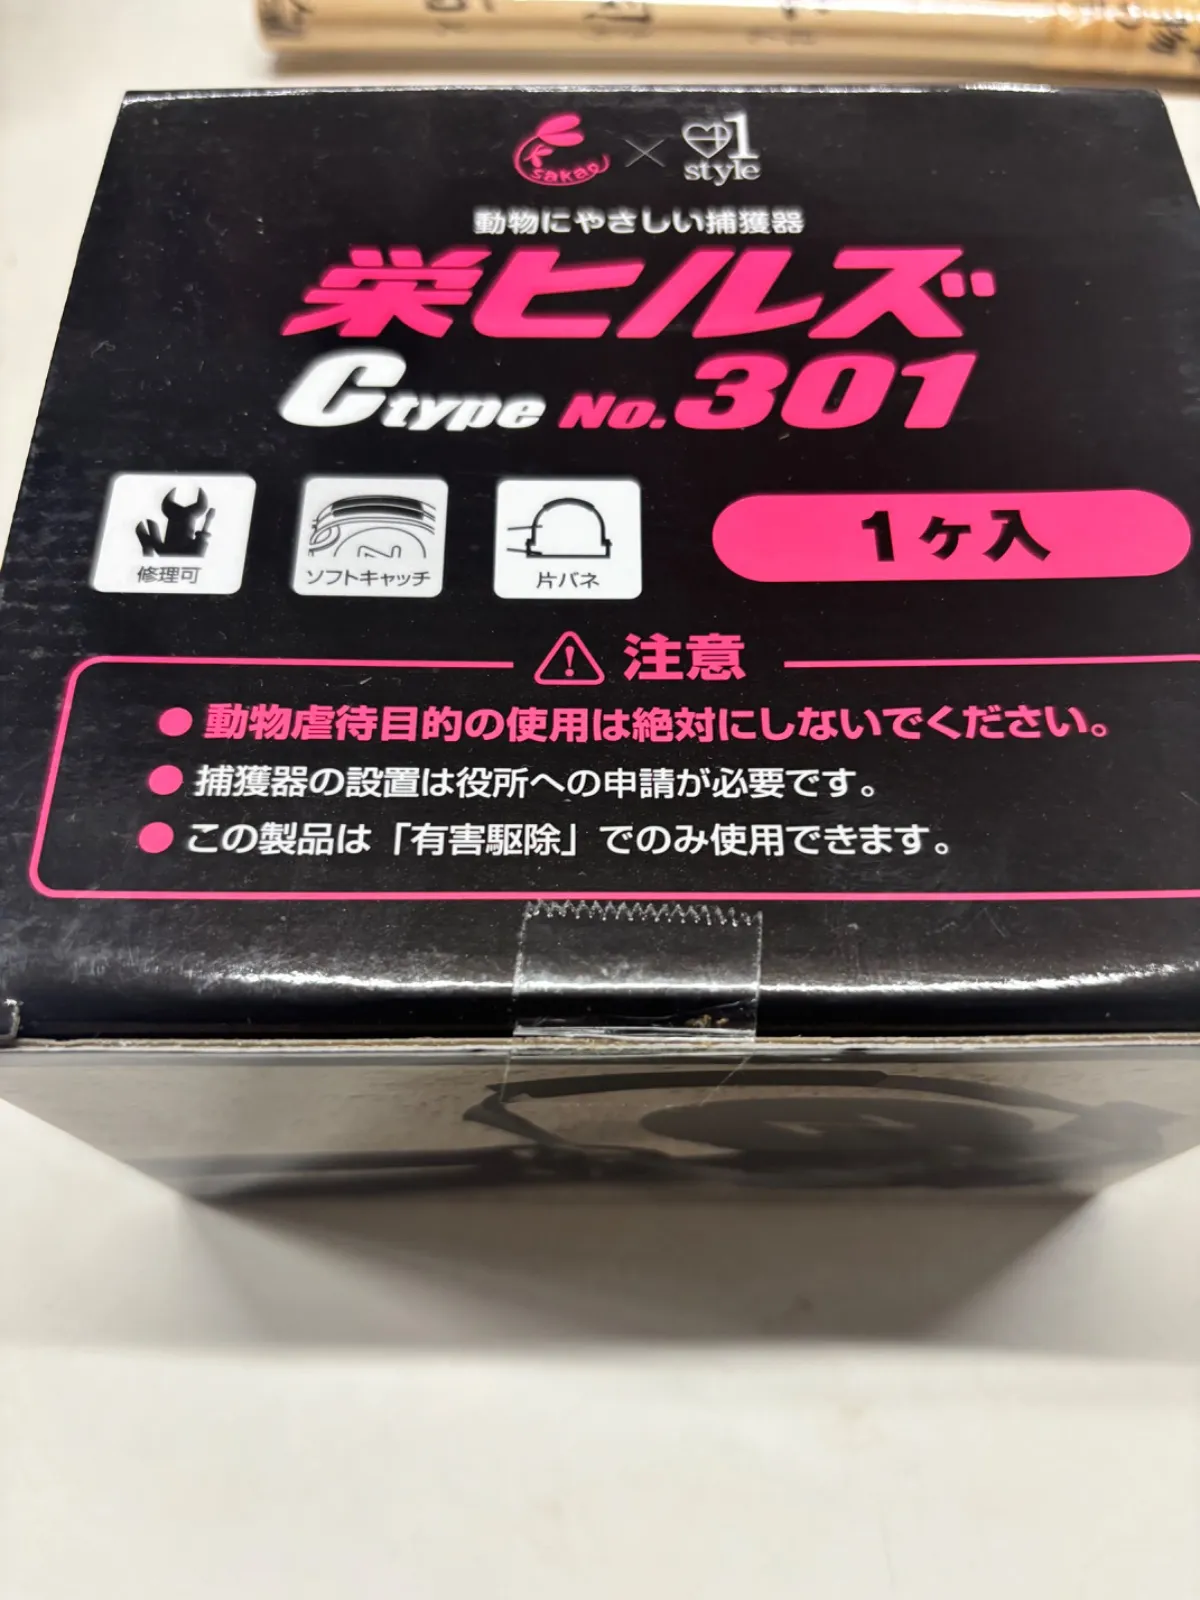 sakae × 1
style
動物にやさしい捕獲器
栄ヒルズ
Ctype No.301
修理可
ソフトキャッチ
片バネ
1ヶ入
注意
● 動物虐待目的の使用は絶対にしないでください。
● 捕獲器の設置は役所への申請が必要です。
● この製品は「有害駆除」でのみ使用できます。